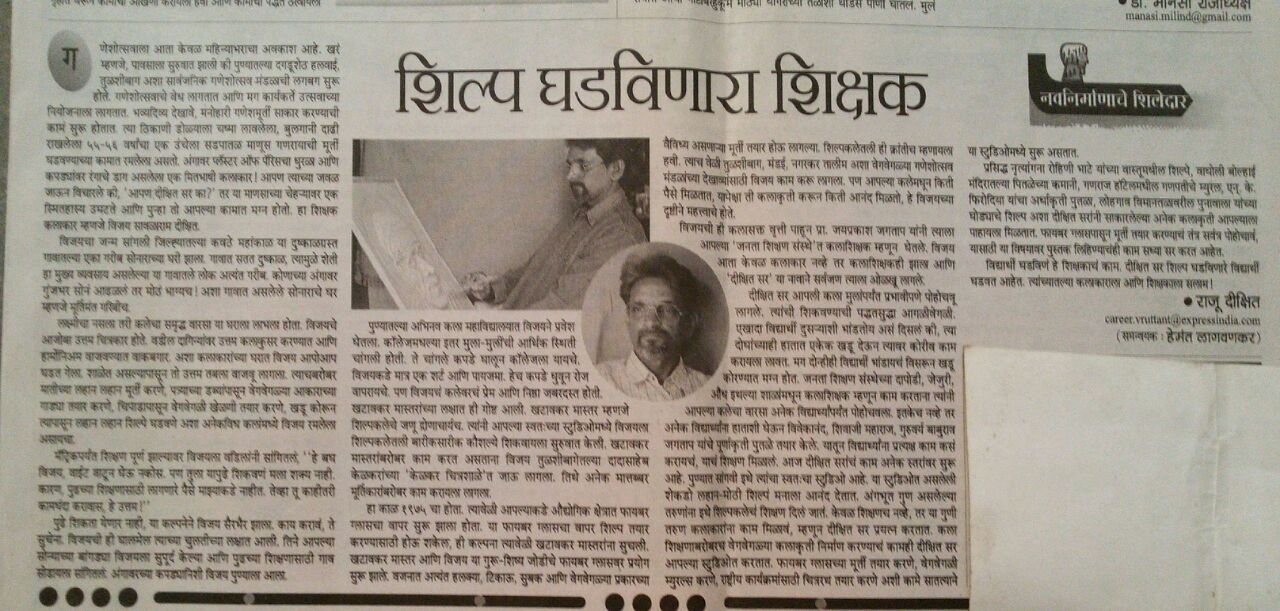 डॉ. मानसी राजाध्यक्ष
manasi.milind@gmail.com
शिल्प घडविणारा शिक्षक
नवनिर्माणाचे शिलेदार
गणेशोत्सवाला आता केवळ महिन्याभराचा अवकाश आहे. खरं
म्हणजे, पावसाला सुरुवात झाली की पुण्यातल्या दगडूशेठ हलवाई,
तुळशीबाग अशा सार्वजनिक गणेशोत्सव मंडळाची लगबग सुरू
होते. गणेशोत्सवाचे वेध लागतात आणि मग कार्यकर्ते उत्सवाच्या
नियोजनाला लागतात. भव्यदिव्य देखावे, मनोहारी गणेशमूर्ती साकार करण्याची
कामं सुरू होतात. त्या ठिकाणी डोळ्याला चष्मा लावलेला, बुलगानी दाढी
राखलेला ५५-५६ वर्षाचा एक उंचेला सडपातळ माणूस गणरायाची मूर्ती
घडवण्याच्या कामात रमलेला असतो. अंगावर प्लॅस्टर ऑफ पॅरिसचा धुरळा आणि
कपड्यांवर रंगाचे डाग असलेला एक मितभाषी कलाकार! आपण त्याच्या जवळ
जाऊन विचारले की, 'आपण दीक्षित सर का?' तर या माणसाच्या चेहऱ्यावर एक
स्मितहास्य उमटते आणि पुन्हा तो आपल्या कामात मग्न होतो. हा शिक्षक
कलाकार म्हणजे विजय सावळाराम दीक्षित.
विजयचा जन्म सांगली जिल्ह्यातल्या कवठे महांकाळ या दुष्काळग्रस्त
गावातल्या एका गरीब सोनाराच्या घरी झाला. गावात सतत दुष्काळ, त्यामुळे शेती
हा मुख्य व्यवसाय असलेल्या या गावातले लोक अत्यंत गरीब. कोणाच्या अंगावर
गुंजभर सोनं आढळलं तर मोठं भाग्यच! अशा गावात असलेले सोनाराचे घर
म्हणजे मूर्तिमंत गरिबीच.
लक्ष्मीचा नसला तरी कलेचा समृद्ध वारसा या घराला लाभला होता. विजयचे
आजोबा उत्तम चित्रकार होते. वडील दागिन्यांवर उत्तम कलाकुसर करण्यात आणि
हार्मोनिअम वाजवण्यात वाकबगार. अशा कलाकारांच्या घरात विजय आपोआप
घडत गेला. शाळेत असल्यापासून तो उत्तम तबला वाजवू लागला. त्याचबरोबर
मातीच्या लहान लहान मूर्ती करणे, पत्र्याच्या डब्यांपासून वेगवेगळ्या आकाराच्या
गाड्या तयार करणे, चिपाडापासून वेगवेगळी खेळणी तयार करणे, खडू कोरून
त्यापासून लहान लहान शिल्पे घडवणे अशा अनेकविध कलांमध्ये विजय रमलेला
असायचा.
मॅट्रिकपर्यंत शिक्षण पूर्ण झाल्यावर विजयला वडिलांनी सांगितलं, ''हे बघ
विजय, वाईट वाटून घेऊ नकोस. पण तुला यापुढे शिकवणं मला शक्य नाही.
कारण, पुढच्या शिक्षणासाठी लागणारे पैसे माझ्याकडे नाहीत. तेव्हा तू काहीतरी
कामधंदा करावास, हे उत्तम!''
पुढे शिकता येणार नाही, या कल्पनेने विजय सैरभैर झाला. काय करावं, ते
सुचेना. विजयची ही घालमेल त्याच्या चुलतीच्या लक्षात आली. तिने आपल्या
सोन्याच्या बांगड्या विजयला सुपूर्द केल्या आणि पुढच्या शिक्षणासाठी गाव
सोडायला सांगितलं. अंगावरच्या कपड्यानिशी विजय पुण्याला आला.
पुण्यातल्या अभिनव कला महाविद्यालयात विजयने प्रवेश
घेतला. कॉलेजमधल्या इतर मुला-मुलींची आर्थिक स्थिती
चांगली होती. ते चांगले कपडे घालून कॉलेजला यायचे.
विजयकडे मात्र एक शर्ट आणि पायजमा. हेच कपडे धुवून रोज
वापरायचे. पण विजयचं कलेवरचं प्रेम आणि निष्ठा जबरदस्त होती.
खटावकर मास्तरांच्या लक्षात ही गोष्ट आली. खटावकर मास्तर म्हणजे
शिल्पकलेचे जणू द्रोणाचार्यच. त्यांनी आपल्या स्वतःच्या स्टुडिओमध्ये विजयला
शिल्पकलेतली बारीकसारीक कौशल्ये शिकवायला सुरुवात केली. खटावकर
मास्तरांबरोबर काम करत असताना विजय तुळशीबागेतल्या दादासाहेब
केळकरांच्या 'केळकर चित्रशाळे'त जाऊ लागला. तिथे अनेक मातब्बर
मूर्तिकारांबरोबर काम करायला लागला.
हा काळ १९७५ चा होता. त्यावेळी आपल्याकडे औद्योगिक क्षेत्रात फायबर
ग्लासचा वापर सुरू झाला होता. या फायबर ग्लासचा वापर शिल्प तयार
करण्यासाठी होऊ शकेल, ही कल्पना त्यावेळी खटावकर मास्तरांना सुचली.
खटावकर मास्तर आणि विजय या गुरू-शिष्य जोडीचे फायबर ग्लासवर प्रयोग
सुरू झाले. वजनात अत्यंत हलक्या, टिकाऊ, सुबक आणि वेगवेगळ्या प्रकारच्या
वैविध्य असणाऱ्या मूर्ती तयार होऊ लागल्या. शिल्पकलेतली ही क्रांतीच म्हणायला
हवी. त्याच वेळी तुळशीबाग, मंडई, नगरकर तालीम अशा वेगवेगळ्या गणेशोत्सव
मंडळांच्या देखाव्यांसाठी विजय काम करू लागला. पण आपल्या कलेमधून किती
पैसे मिळतात, यापेक्षा ती कलाकृती करून किती आनंद मिळतो, हे विजयच्या
दृष्टीने महत्त्वाचे होते.
विजयची ही कलासक्त वृत्ती पाहून प्रा. जयप्रकाश जगताप यांनी त्याला
आपल्या 'जनता शिक्षण संस्थे'त कलाशिक्षक म्हणून घेतले. विजय
आता केवळ कलाकार नव्हे तर कलाशिक्षकही झाला आणि
'दीक्षित सर' या नावाने सर्वजण त्याला ओळखू लागली.
दीक्षित सर आपली कला मुलांपर्यंत प्रभावीपणे पोहोचवू
लागले. त्यांची शिकवण्याची पद्धतसुद्धा आगळीवेगळी.
एखादा विद्यार्थी दुसऱ्याशी भांडतोय असं दिसलं की, त्या
दोघांच्याही हातात एकेक खडू देऊन त्यावर कोरीव काम
करायला लावत. मग दोन्हीही विद्यार्थी भांडायचं विसरून खडू
कोरण्यात मग्न होत. जनता शिक्षण संस्थेच्या दापोडी, जेजुरी,
औंध इथल्या शाळांमधून कलाशिक्षक म्हणून काम करताना त्यांनी
आपल्या कलेचा वारसा अनेक विद्यार्थ्यांपर्यंत पोहोचवला. इतकेच नव्हे तर
अनेक विद्यार्थ्यांना हाताशी घेऊन विवेकानंद, शिवाजी महाराज, गुरुवर्य बाबुराव
जगताप यांचे पूर्णाकृती पुतळे तयार केले. यातून विद्यार्थ्यांना प्रत्यक्ष काम कसं
करायचं, याचं शिक्षण मिळालं. आज दीक्षित सरांचं काम अनेक स्तरांवर सुरू
आहे. पुण्यात सांगवी इथे त्यांचा स्वतःचा स्टुडिओ आहे. या स्टुडिओत असलेली
शेकडो लहान-मोठी शिल्पं मनाला आनंद देतात. अंगभूत गुण असलेल्या
तरुणांना इथे शिल्पकलेचं शिक्षण दिलं जातं. केवळ शिक्षणच नव्हे, तर या गुणी
तरुण कलाकारांना काम मिळावं, म्हणून दीक्षित सर प्रयत्न करतात. कला
शिक्षणाबरोबरच वेगवेगळ्या कलाकृती निर्माण करण्याचं कामही दीक्षित सर
आपल्या स्टुडिओत करतात. फायबर ग्लासच्या मूर्ती तयार करणे, वेगवेगळी
म्युरल्स करणे, राष्ट्रीय कार्यक्रमांसाठी चित्ररथ तयार करणे अशी कामे सातत्याने
या स्टुडिओमध्ये सुरू असतात.
प्रसिद्ध नृत्यांगना रोहिणी भाटे यांच्या वास्तूमधील शिल्पे, वाघोली बोल्हाई
मंदिरातल्या पितळेच्या कमानी, गणराज हॉटेलमधील गणपतीचे म्युरल, एन्. के.
फिरोदिया यांचा अर्धाकृती पुतळा, लोहगाव विमानतळावरील पुनावाला यांच्या
घोड्याचे शिल्प अशा दीक्षित सरांनी साकारलेल्या अनेक कलाकृती आपल्याला
पाहायला मिळतात. फायबर ग्लासपासून मूर्ती तयार करण्याचं तंत्र सर्वत्र पोहोचावं,
यासाठी या विषयावर पुस्तक लिहिण्याचंही काम सध्या सर करत आहेत.
विद्यार्थी घडविणं हे शिक्षकाचं काम. दीक्षित सर शिल्प घडविणारे विद्यार्थी
घडवत आहेत. त्यांच्यातल्या कलाकाराला आणि शिक्षकाला सलाम!
● राजू दीक्षित
career.vruttant@expressindia.com
(समन्वयक : हेमंत लागवणकर)